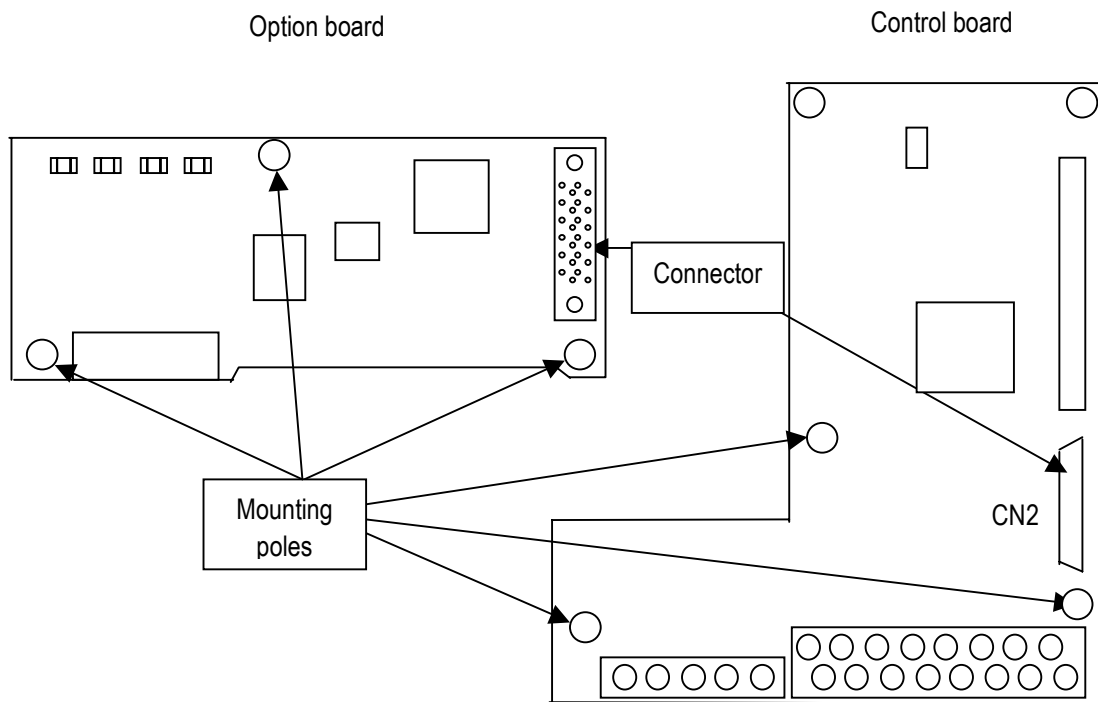 Option board
Control board
Connector
CN2
Mounting
poles